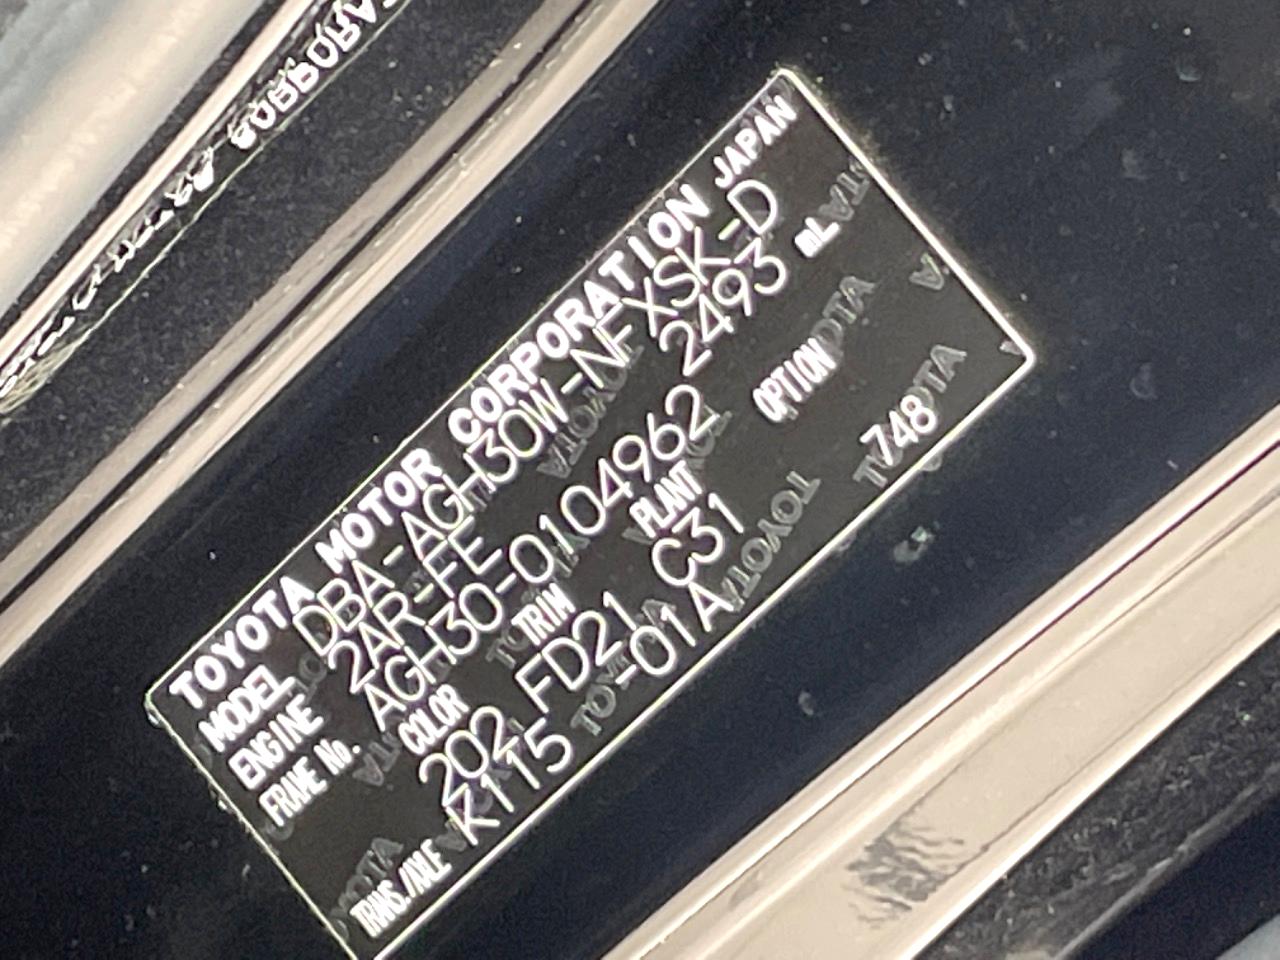 TOYOTA MOTOR CORPORATION JAPAN
MODEL DBA-AGH30W-NFXSK-D
ENGINE 2AR-FE 2493 mL
FRAME No. AGH30-0104962
COLOR TRIM PLANT OPTION
202 FD21 C31 748
TRANS./AXLE K115 -01A